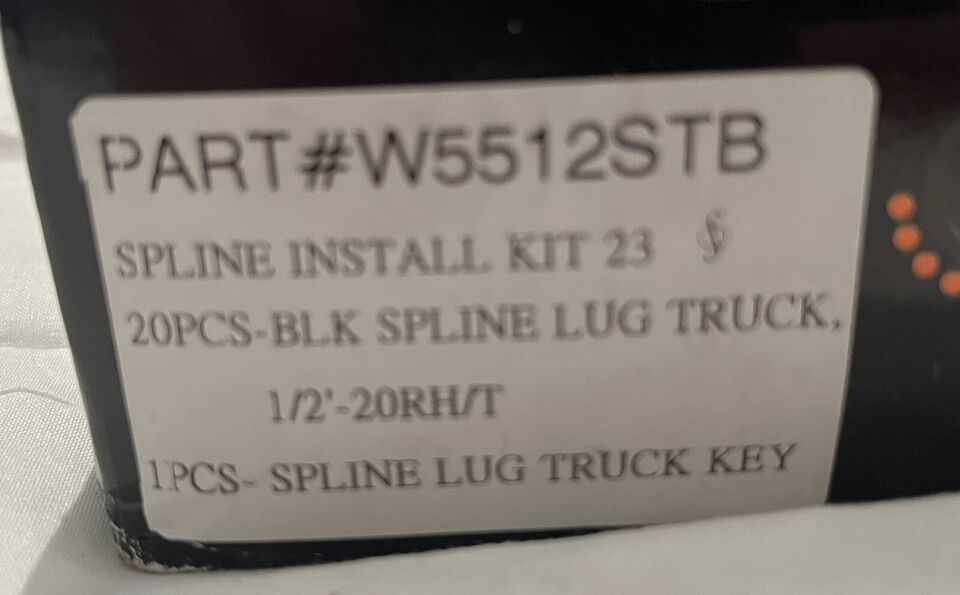 PART#W5512STB
SPLINE INSTALL KIT 23
20PCS-BLK SPLINE LUG TRUCK,
1/2'-20RH/T
1PCS- SPLINE LUG TRUCK KEY